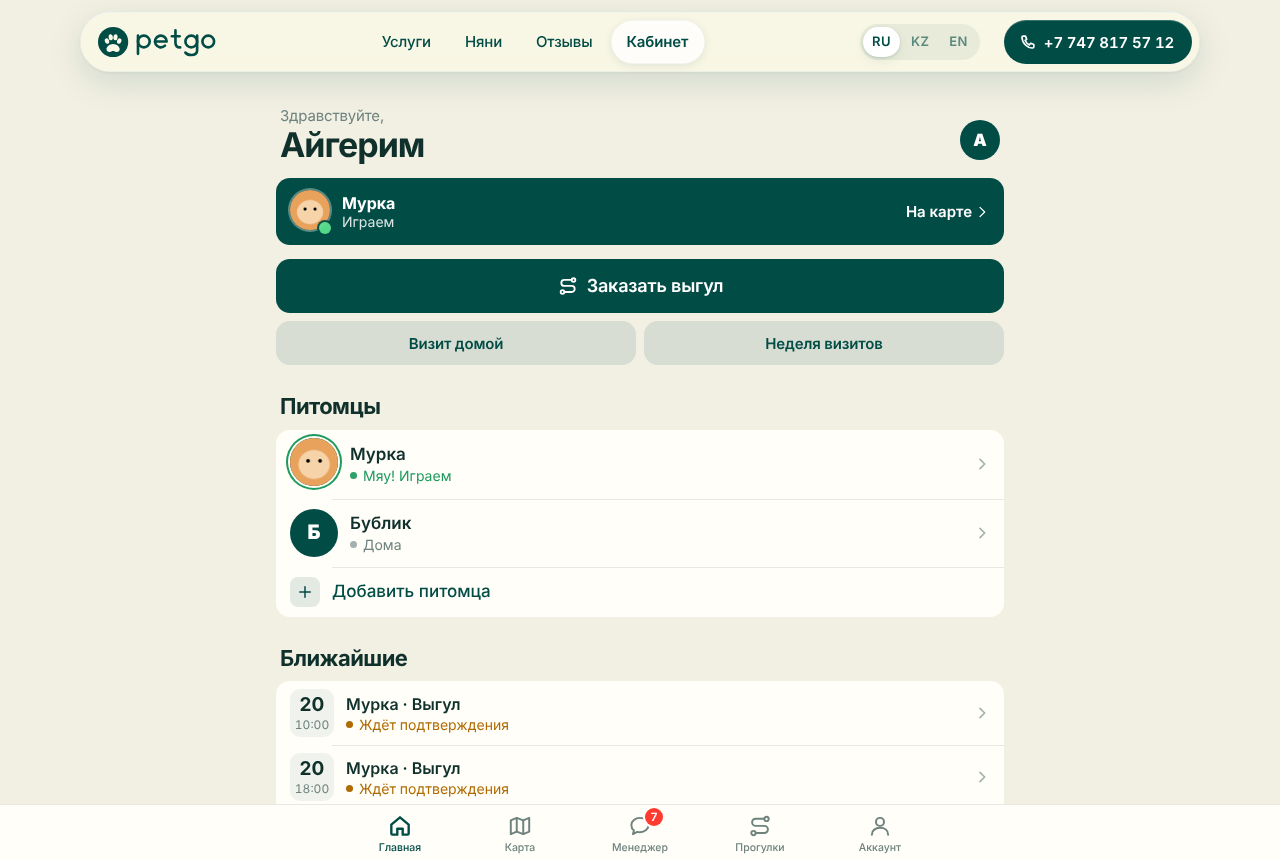 petgo
Услуги
Няни
Отзывы
Кабинет
RU
KZ
EN
+7 747 817 57 12
Здравствуйте,
Айгерим
А
Мурка
Играем
На карте
Заказать выгул
Визит домой
Неделя визитов
Питомцы
Мурка
Мяу! Играем
Б
Бублик
Дома
Добавить питомца
Ближайшие
20
10:00
Мурка · Выгул
Ждёт подтверждения
20
18:00
Мурка · Выгул
Ждёт подтверждения
Главная
Карта
7
Менеджер
Прогулки
Аккаунт